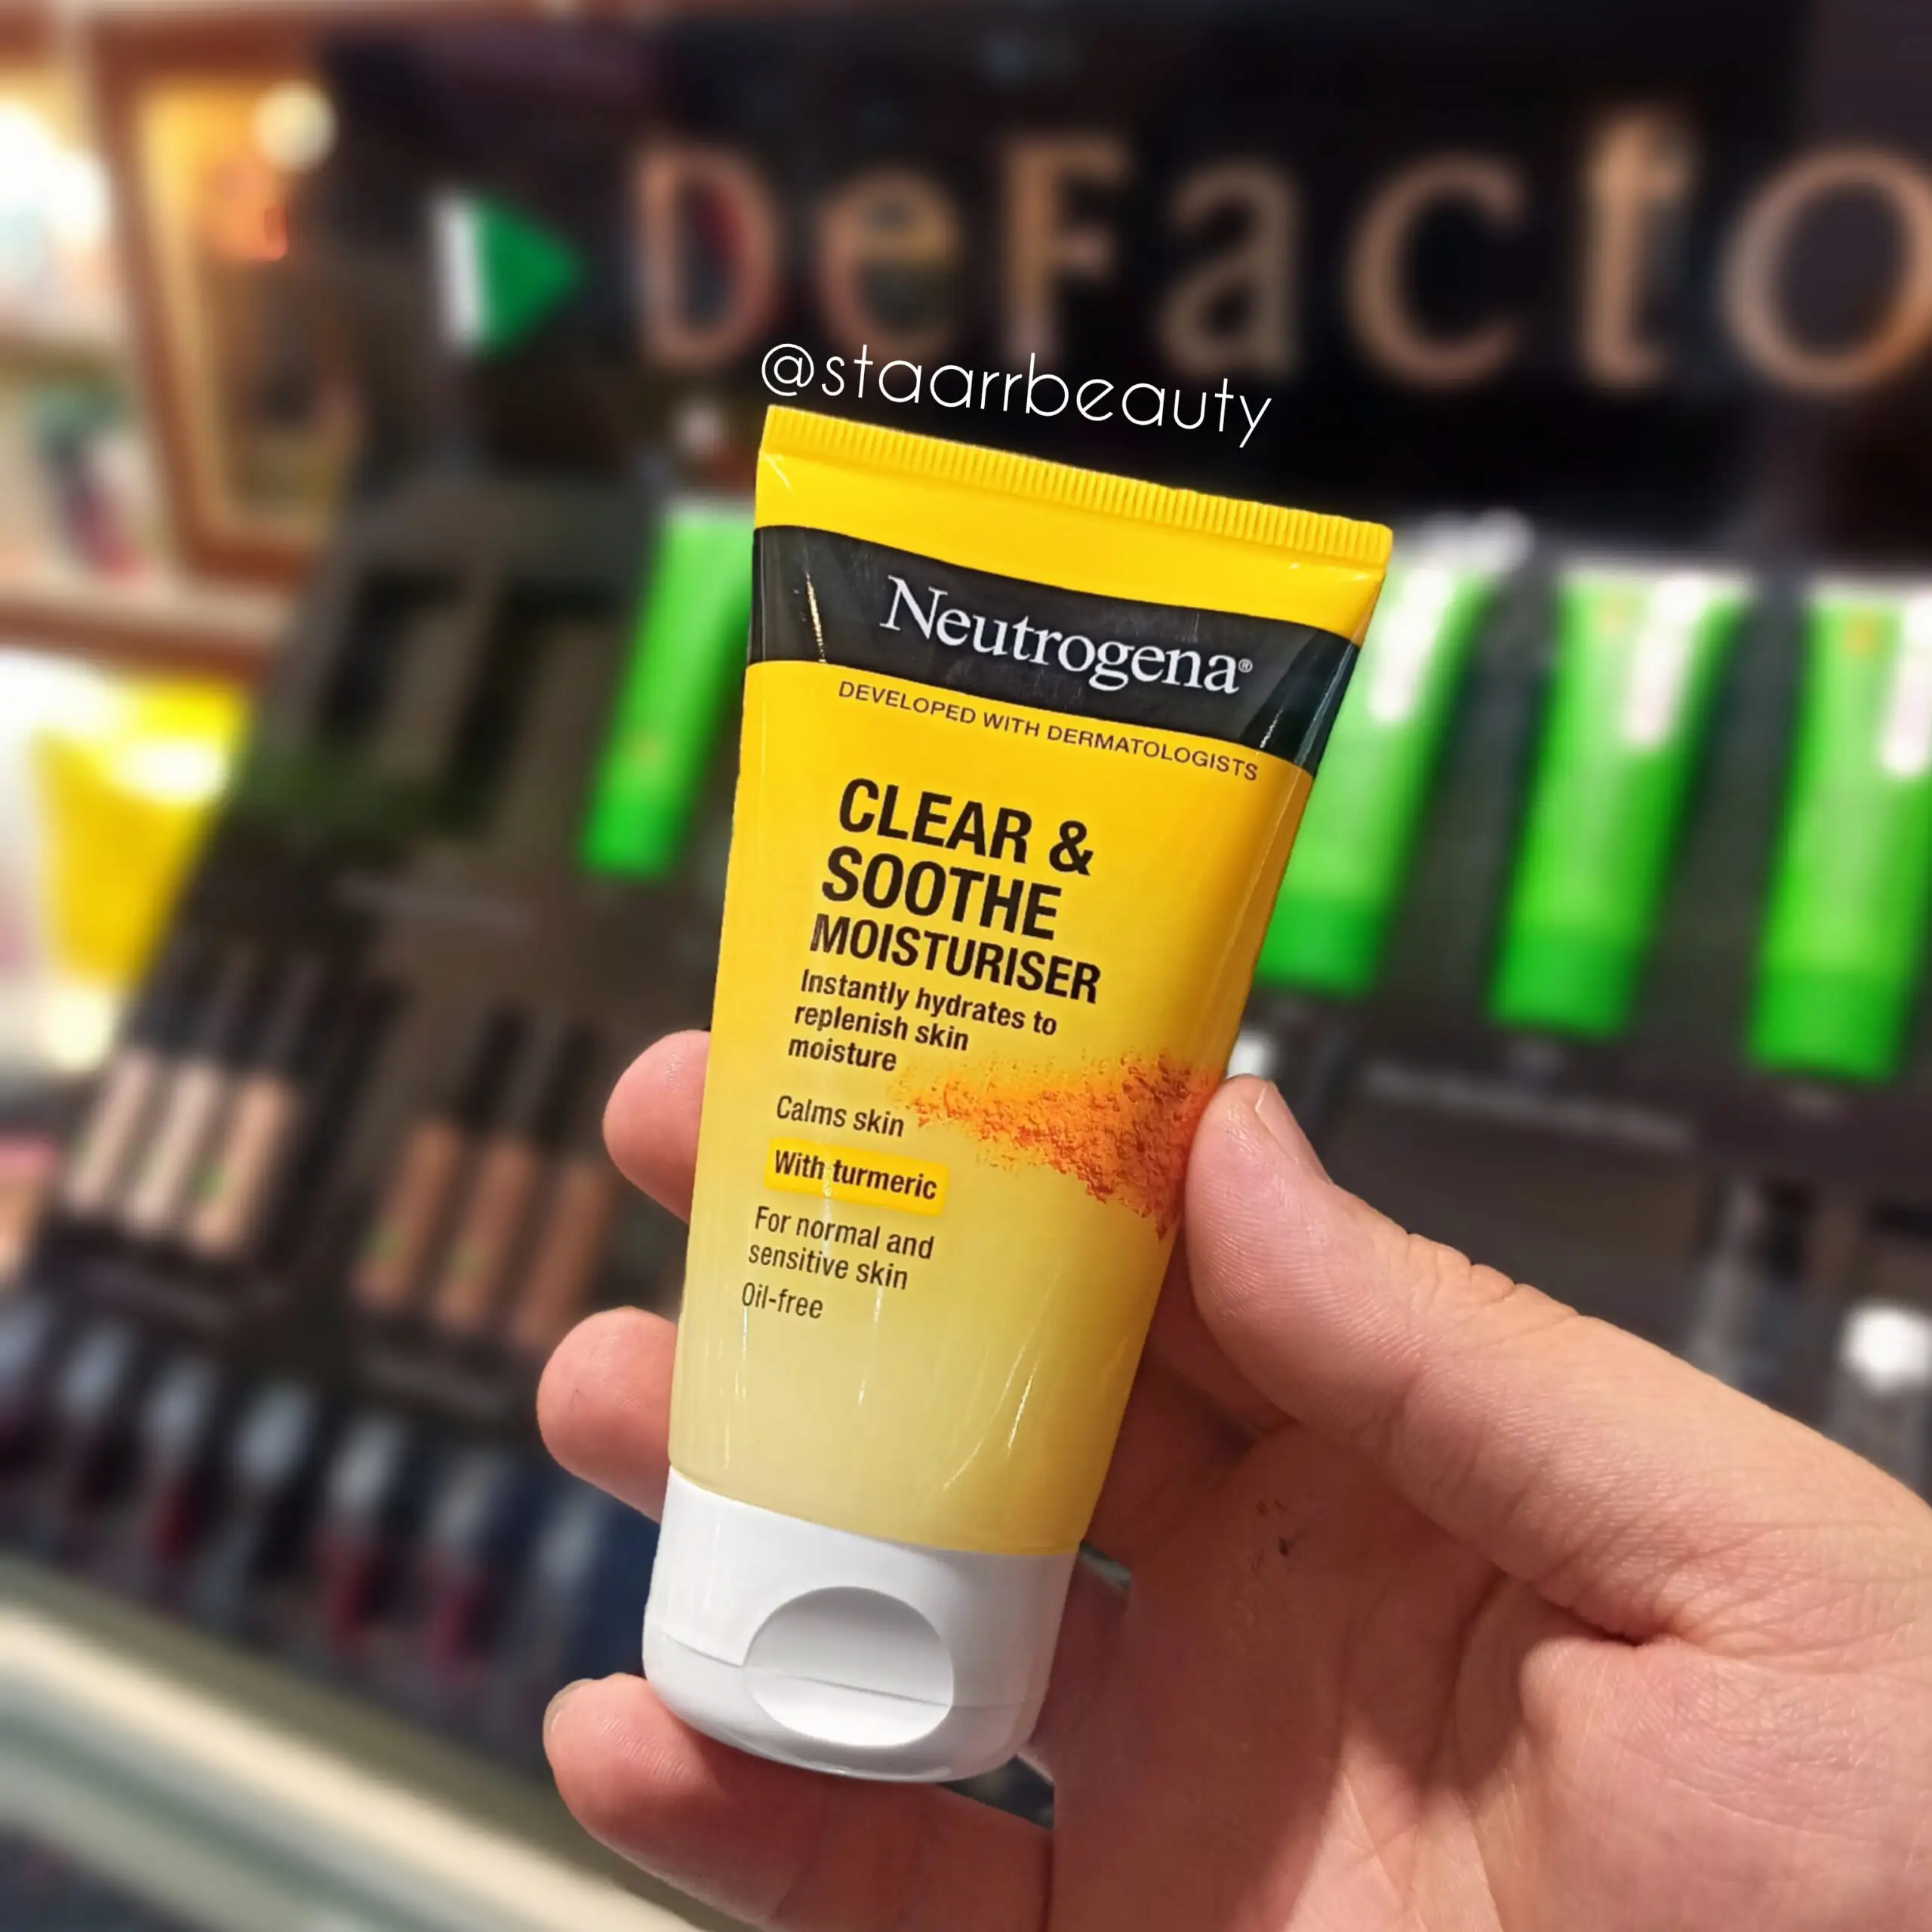 DeFacto
@staarrbeauty
Neutrogena®
DEVELOPED WITH DERMATOLOGISTS
CLEAR &
SOOTHE
MOISTURISER
Instantly hydrates to
replenish skin
moisture
Calms skin
With turmeric
For normal and
sensitive skin
Oil-free